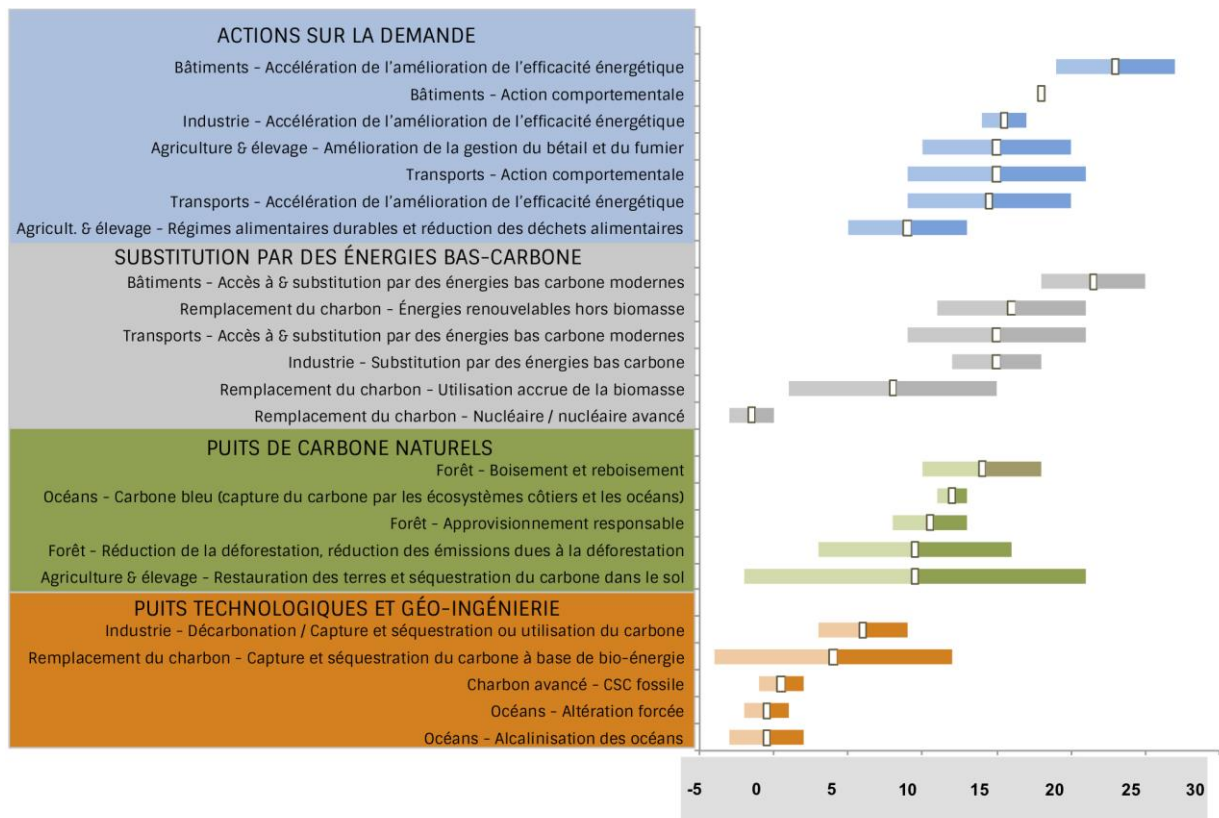 ACTIONS SUR LA DEMANDE
Bâtiments – Accélération de l'amélioration de l'efficacité énergétique
Bâtiments – Action comportementale
Industrie – Accélération de l'amélioration de l'efficacité énergétique
Agriculture & élevage – Amélioration de la gestion du bétail et du fumier
Transports – Action comportementale
Transports – Accélération de l'amélioration de l'efficacité énergétique
Agricult. & élevage – Régimes alimentaires durables et réduction des déchets alimentaires
SUBSTITUTION PAR DES ÉNERGIES BAS-CARBONE
Bâtiments – Accès à & substitution par des énergies bas carbone modernes
Remplacement du charbon – Énergies renouvelables hors biomasse
Transports – Accès à & substitution par des énergies bas carbone modernes
Industrie – Substitution par des énergies bas carbone
Remplacement du charbon – Utilisation accrue de la biomasse
Remplacement du charbon – Nucléaire / nucléaire avancé
PUITS DE CARBONE NATURELS
Forêt – Boisement et reboisement
Océans – Carbone bleu (capture du carbone par les écosystèmes côtiers et les océans)
Forêt – Approvisionnement responsable
Forêt – Réduction de la déforestation, réduction des émissions dues à la déforestation
Agriculture & élevage – Restauration des terres et séquestration du carbone dans le sol
PUITS TECHNOLOGIQUES ET GÉO-INGÉNIERIE
Industrie – Décarbonation / Capture et séquestration ou utilisation du carbone
Remplacement du charbon – Capture et séquestration du carbone à base de bio-énergie
Charbon avancé – CSC fossile
Océans – Altération forcée
Océans – Alcalinisation des océans
-5 0 5 10 15 20 25 30